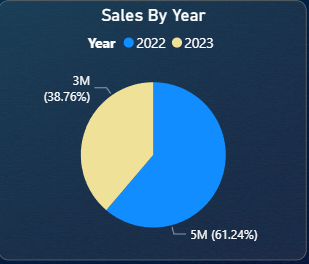 Sales By Year
Year 2022 2023
3M
(38.76%)
5M (61.24%)